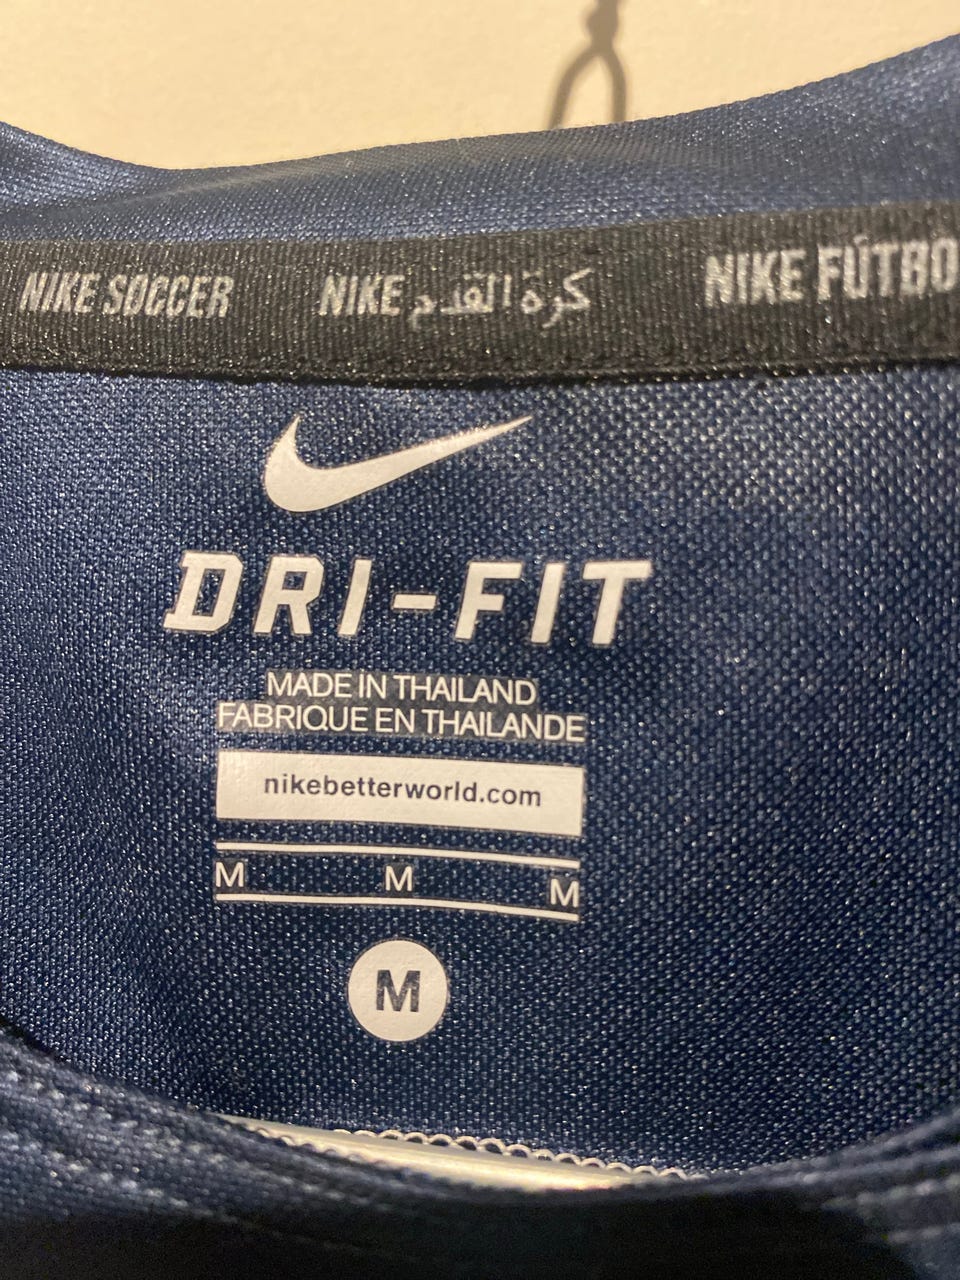 NIKE SOCCER NIKE كرة القدم NIKE FÚTBO
DRI-FIT
MADE IN THAILAND
FABRIQUE EN THAILANDE
nikebetterworld.com
M M M
M